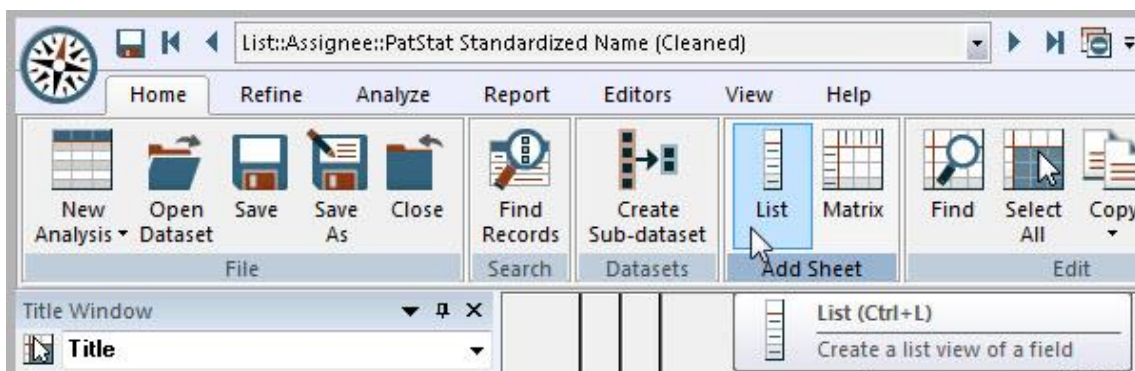 List::Assignee::PatStat Standardized Name (Cleaned)
Home Refine Analyze Report Editors View Help
New Analysis
Open Dataset
Save
Save As
Close
Find Records
Create Sub-dataset
List
Matrix
Find
Select All
Copy
File Search Datasets Add Sheet Edit
Title Window
Title
List (Ctrl+L)
Create a list view of a field